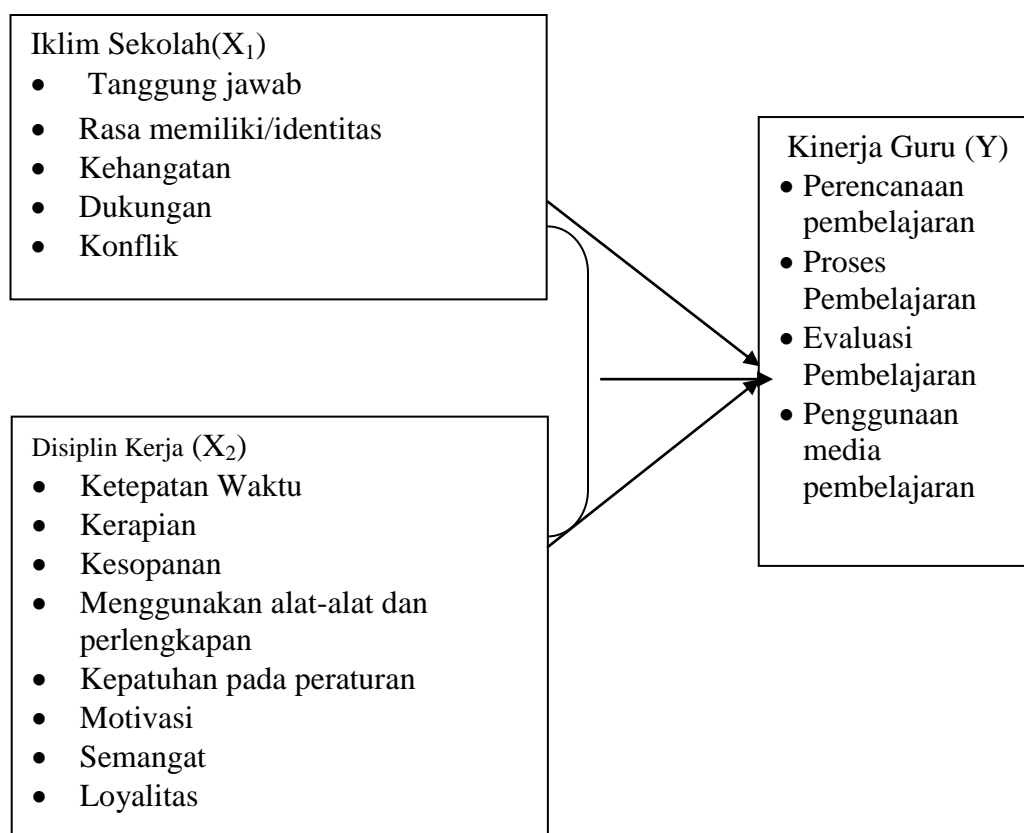 Iklim Sekolah(X₁)
• Tanggung jawab
• Rasa memiliki/identitas
• Kehangatan
• Dukungan
• Konflik
Disiplin Kerja (X₂)
• Ketepatan Waktu
• Kerapian
• Kesopanan
• Menggunakan alat-alat dan
perlengkapan
• Kepatuhan pada peraturan
• Motivasi
• Semangat
• Loyalitas
Kinerja Guru (Y)
• Perencanaan
pembelajaran
• Proses
Pembelajaran
• Evaluasi
Pembelajaran
• Penggunaan
media
pembelajaran